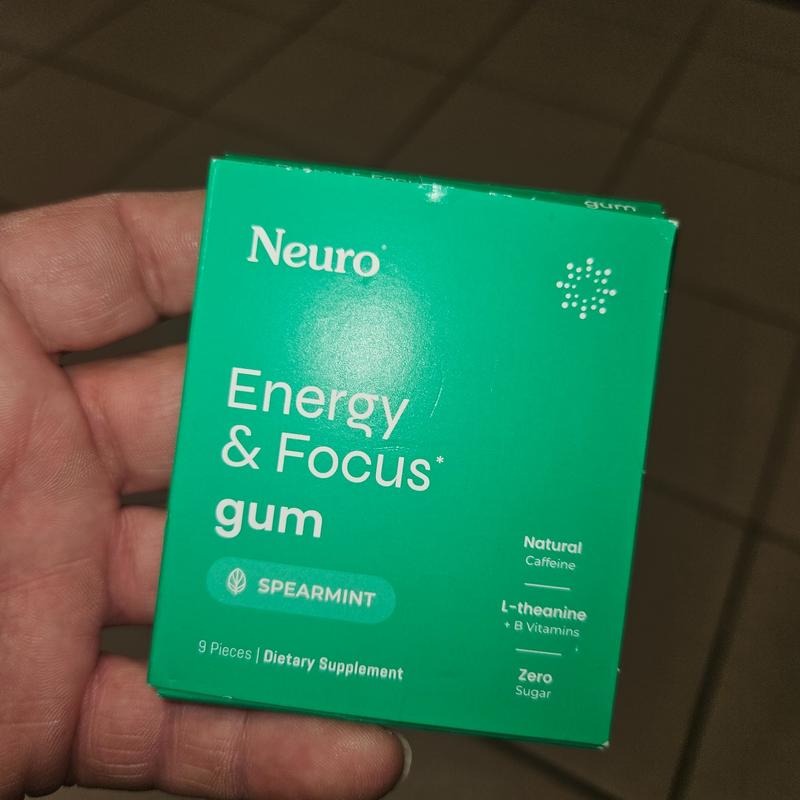 gum
Neuro
Energy
& Focus*
gum
SPEARMINT
9 Pieces | Dietary Supplement
Natural
Caffeine
L-theanine
+ B Vitamins
Zero
Sugar